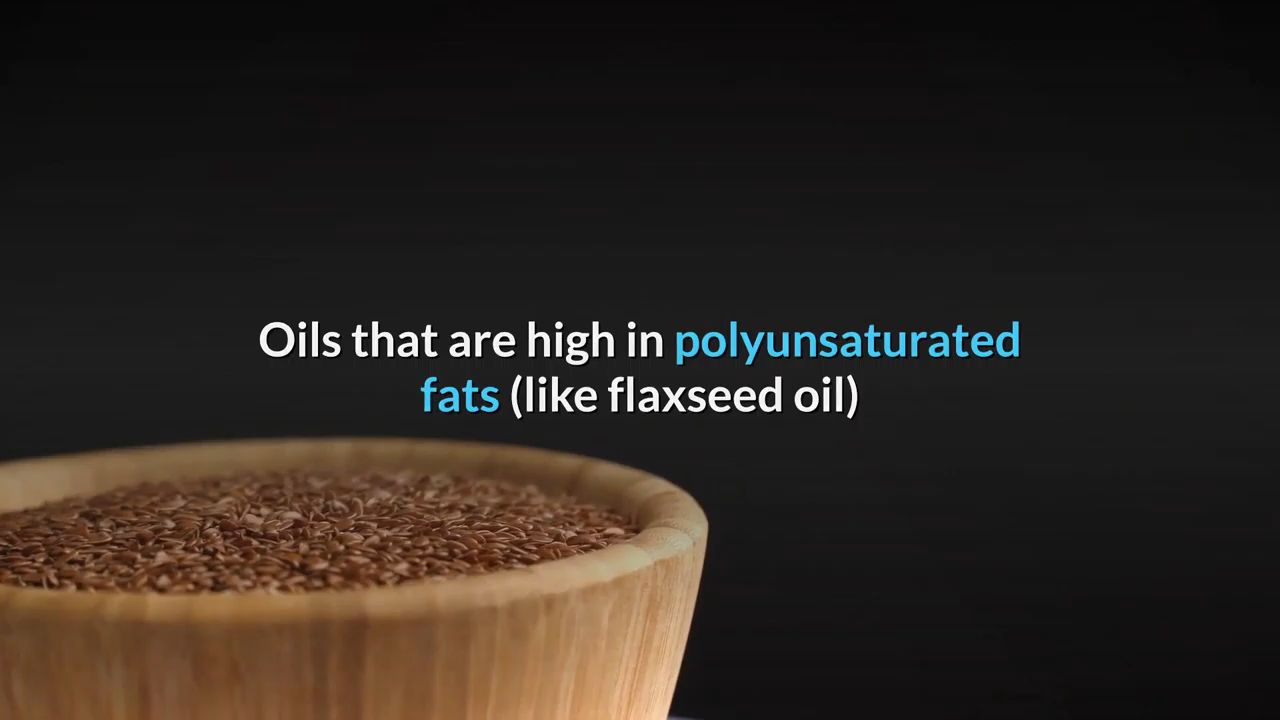 Oils that are high in polyunsaturated
fats (like flaxseed oil)